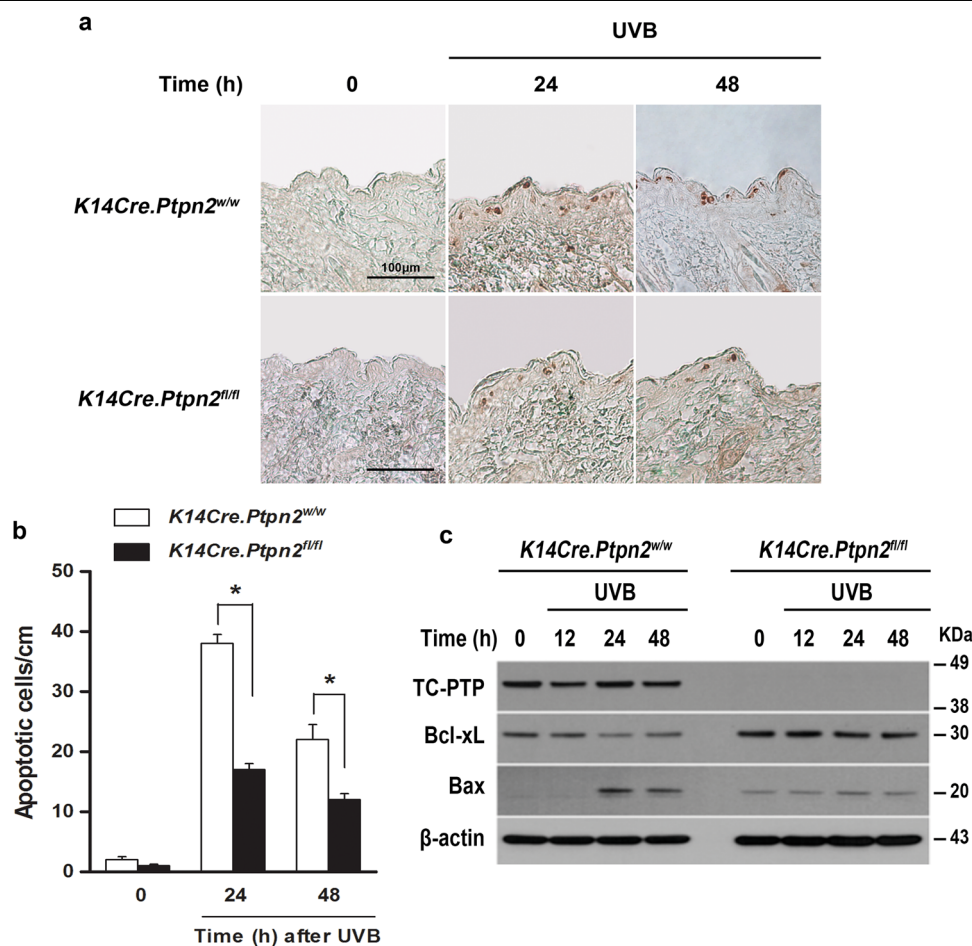 a
UVB
Time (h) 0 24 48
K14Cre.Ptpn2w/w
100μm
K14Cre.Ptpn2fl/fl
b
K14Cre.Ptpn2w/w
K14Cre.Ptpn2fl/fl
Apoptotic cells/cm
50
40
30
20
10
0
*
*
0 24 48
Time (h) after UVB
c
K14Cre.Ptpn2w/w K14Cre.Ptpn2fl/fl
UVB UVB
Time (h) 0 12 24 48 0 12 24 48 KDa
49
TC-PTP
38
Bcl-xL 30
Bax 20
β-actin 43